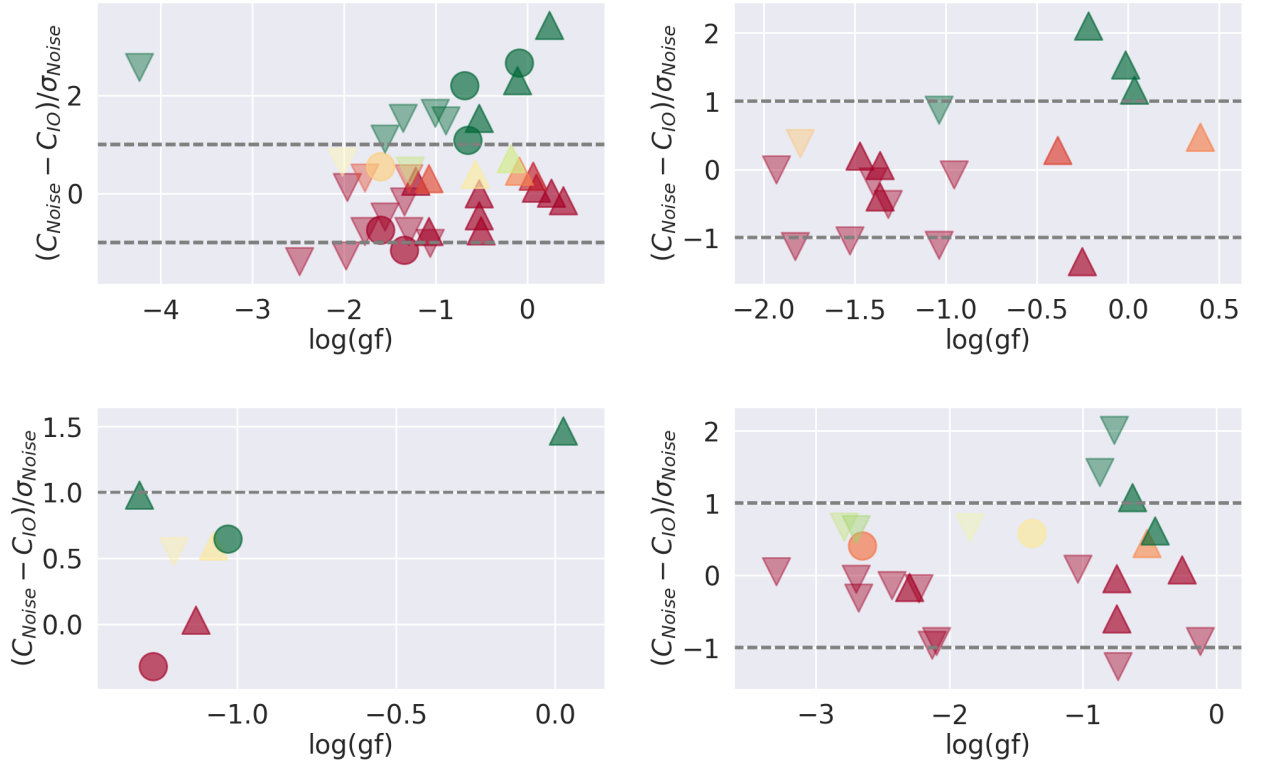 (C_Noise − C_IO)/σ_Noise
2
0
−4 −3 −2 −1 0
log(gf)
(C_Noise − C_IO)/σ_Noise
2
1
0
−1
−2.0 −1.5 −1.0 −0.5 0.0 0.5
log(gf)
(C_Noise − C_IO)/σ_Noise
1.5
1.0
0.5
0.0
−1.0 −0.5 0.0
log(gf)
(C_Noise − C_IO)/σ_Noise
2
1
0
−1
−3 −2 −1 0
log(gf)